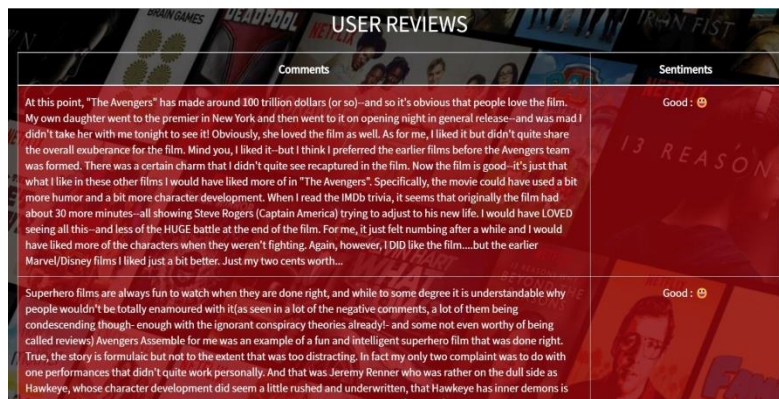 BRAIN GAMES
DEADPOOL
NETFLIX
IRON FIST
USER REVIEWS
Comments
Sentiments
At this point, "The Avengers" has made around 100 trillion dollars (or so)--and so it's obvious that people love the film.
My own daughter went to the premier in New York and then went to it on opening night in general release--and was mad I
didn't take her with me tonight to see it! Obviously, she loved the film as well. As for me, I liked it but didn't quite share
the overall exuberance for the film. Mind you, I liked it--but I think I preferred the earlier films before the Avengers team
was formed. There was a certain charm that I didn't quite see recaptured in the film. Now the film is good--it's just that
what I like in these other films I would have liked more of in "The Avengers". Specifically, the movie could have used a bit
more humor and a bit more character development. When I read the IMDb trivia, it seems that originally the film had
about 30 more minutes--all showing Steve Rogers (Captain America) trying to adjust to his new life. I would have LOVED
seeing all this--and less of the HUGE battle at the end of the film. For me, it just felt numbing after a while and I would
have liked more of the characters when they weren't fighting. Again, however, I DID like the film....but the earlier
Marvel/Disney films I liked just a bit better. Just my two cents worth...
Good :
13 REASON
Superhero films are always fun to watch when they are done right, and while to some degree it is understandable why
people wouldn't be totally enamoured with it(as seen in a lot of the negative comments, a lot of them being
condescending though- enough with the ignorant conspiracy theories already!- and some not even worthy of being
called reviews) Avengers Assemble for me was an example of a fun and intelligent superhero film that was done right.
True, the story is formulaic but not to the extent that was too distracting. In fact my only two complaint was to do with
one performances that didn't quite work personally. And that was Jeremy Renner who was rather on the dull side as
Hawkeye, whose character development did seem a little rushed and underwritten, that Hawkeye has inner demons is
Good :